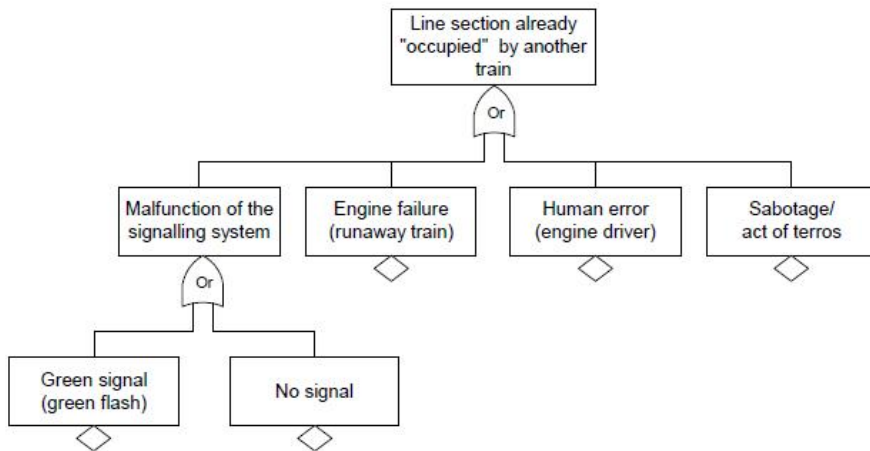 Line section already
"occupied" by another
train
Or
Malfunction of the
signalling system
Engine failure
(runaway train)
Human error
(engine driver)
Sabotage/
act of terros
Or
Green signal
(green flash)
No signal